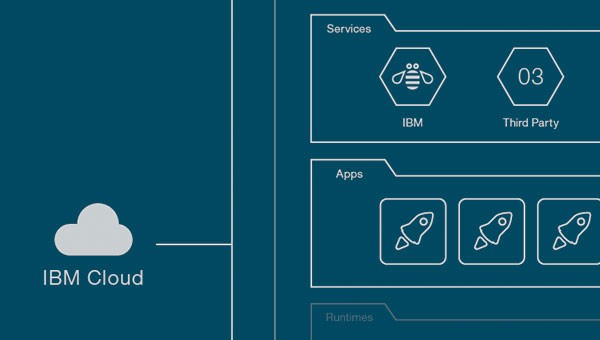 Services
03
IBM
Third Party
Apps
IBM Cloud
Runtimes